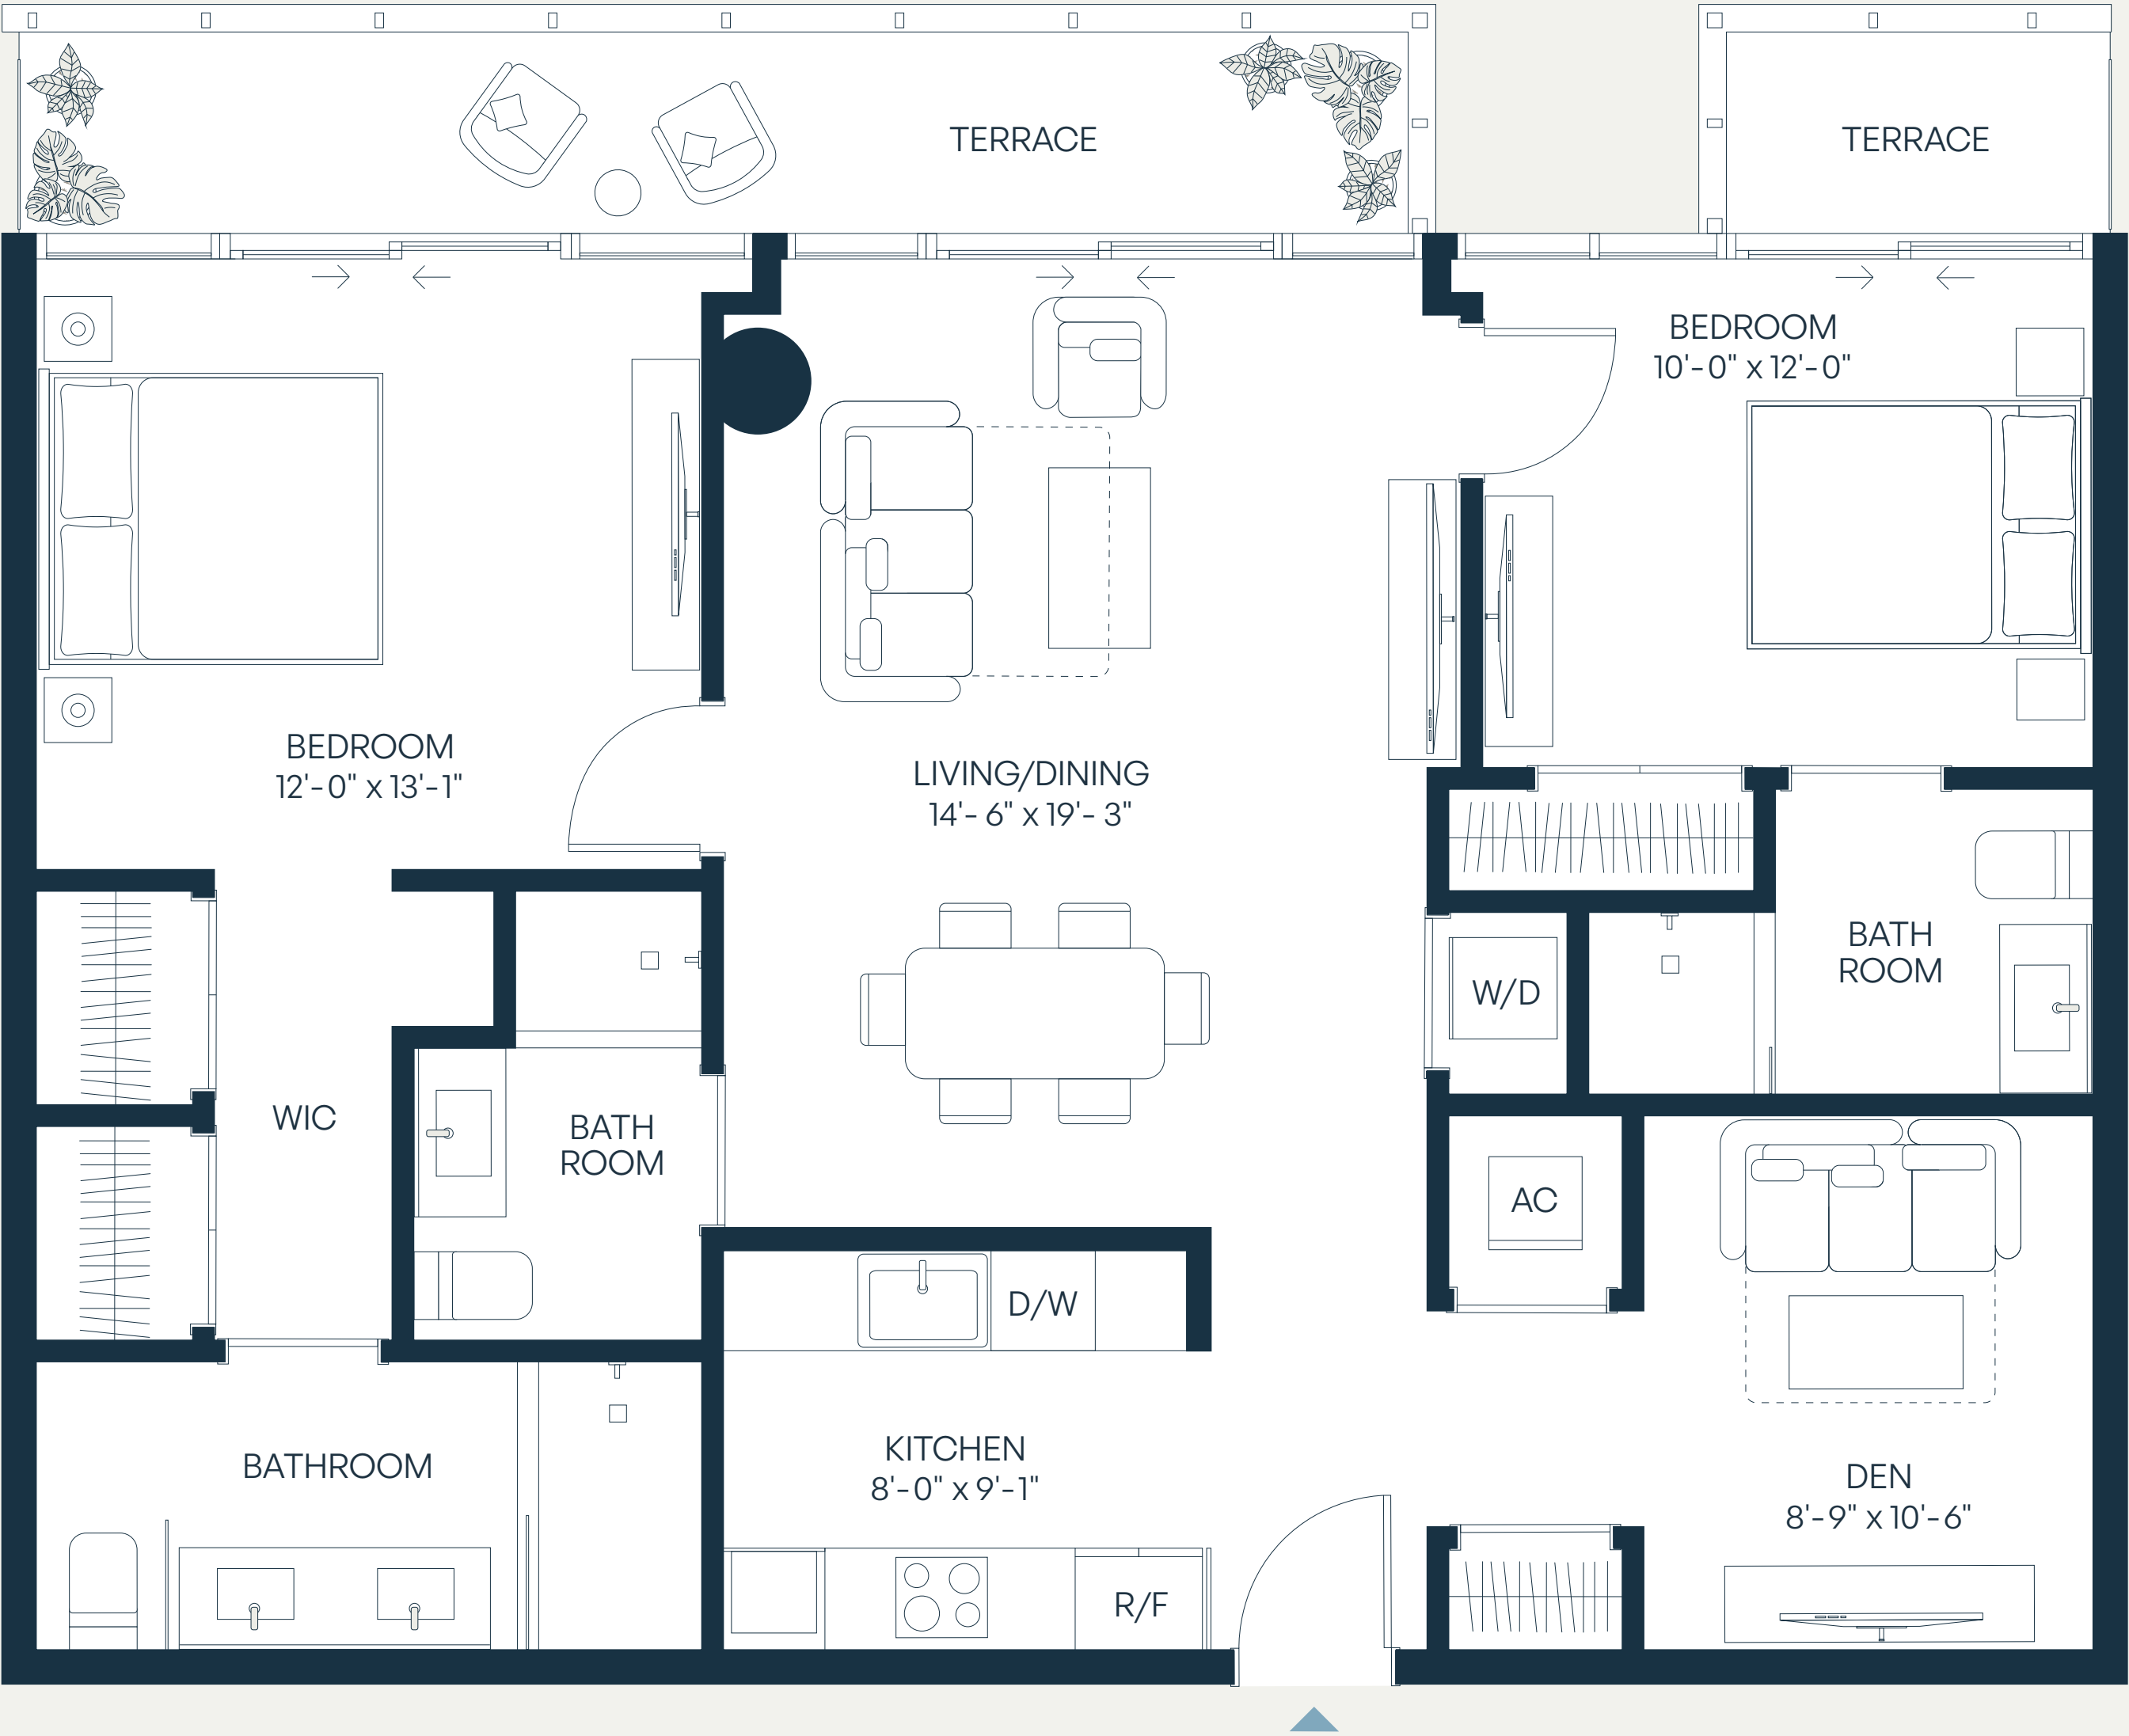 TERRACE
TERRACE
BEDROOM
10'-0" x 12'-0"
BEDROOM
12'-0" x 13'-1"
LIVING/DINING
14'- 6" x 19'- 3"
BATH
ROOM
W/D
WIC
BATH
ROOM
AC
D/W
BATHROOM
KITCHEN
8'-0" x 9'-1"
DEN
8'-9" x 10'-6"
R/F